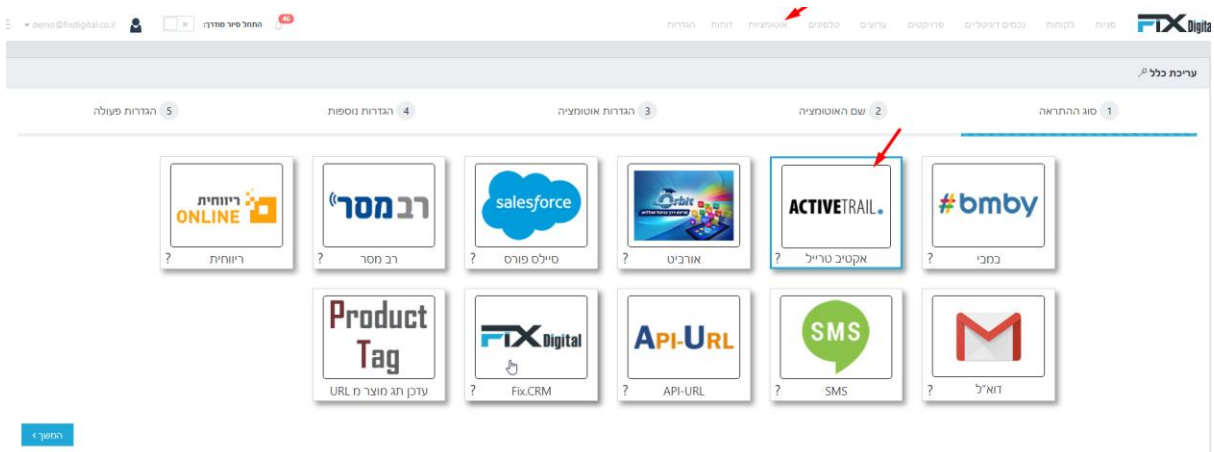 FIX Digital
פניות לקוחות נכסים דיגיטליים פרויקטים ערוצים טלפונים אוטומציות דוחות הגדרות
46
התחל סיור מודרך:
demo@fixdigital.co.il
עריכת כלל
1 סוג ההתראה
2 שם האוטומציה
3 הגדרות אוטומציה
4 הגדרות נוספות
5 הגדרות פעולה
#bmby
במבי ?
ACTIVETRAIL.
אקטיב טרייל ?
Orbit
אורביט ?
salesforce
סיילס פורס ?
רב מסר
רב מסר ?
ריווחית
ONLINE
ריווחית ?
דוא"ל ?
SMS
SMS ?
API-URL
API-URL ?
FIX Digital
Fix.CRM ?
Product
Tag
עדכן תג מוצר מ URL
המשך ›